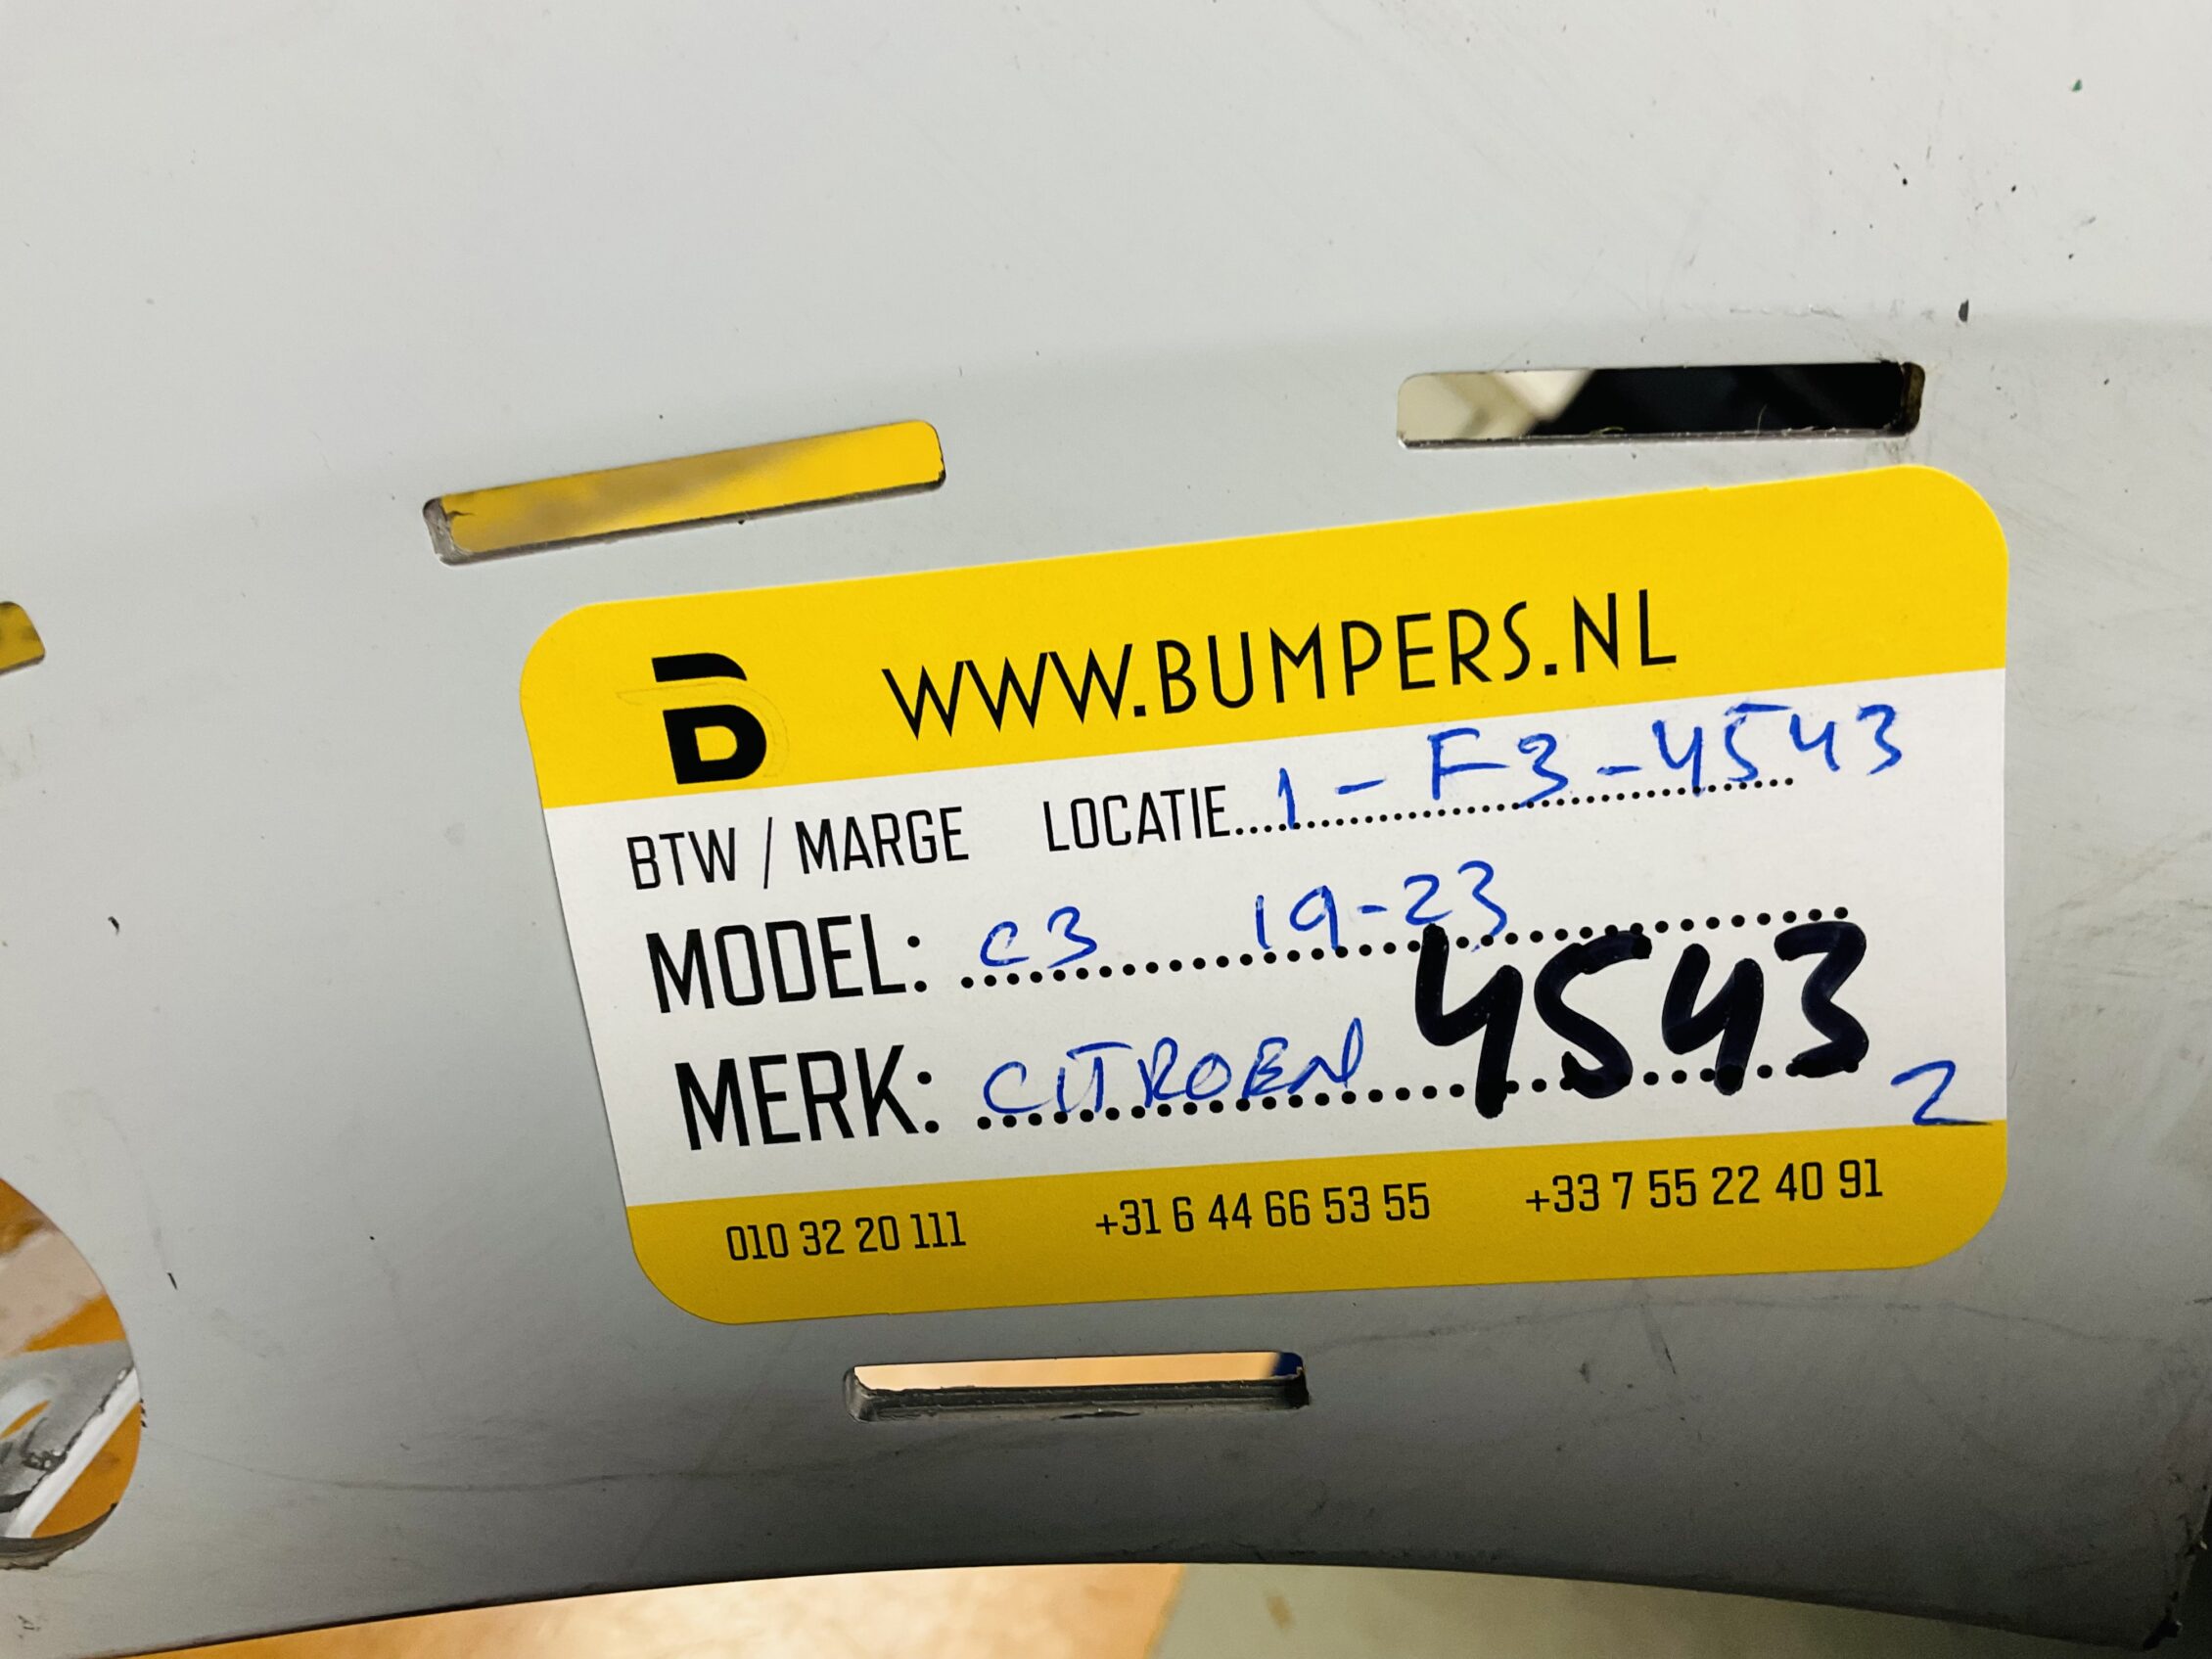 WWW.BUMPERS.NL
BTW / MARGE LOCATIE 1-F3-4543
MODEL: C3 19-23
4543
MERK: CITROEN
2
010 32 20 111 +31 6 44 66 53 55 +33 7 55 22 40 91